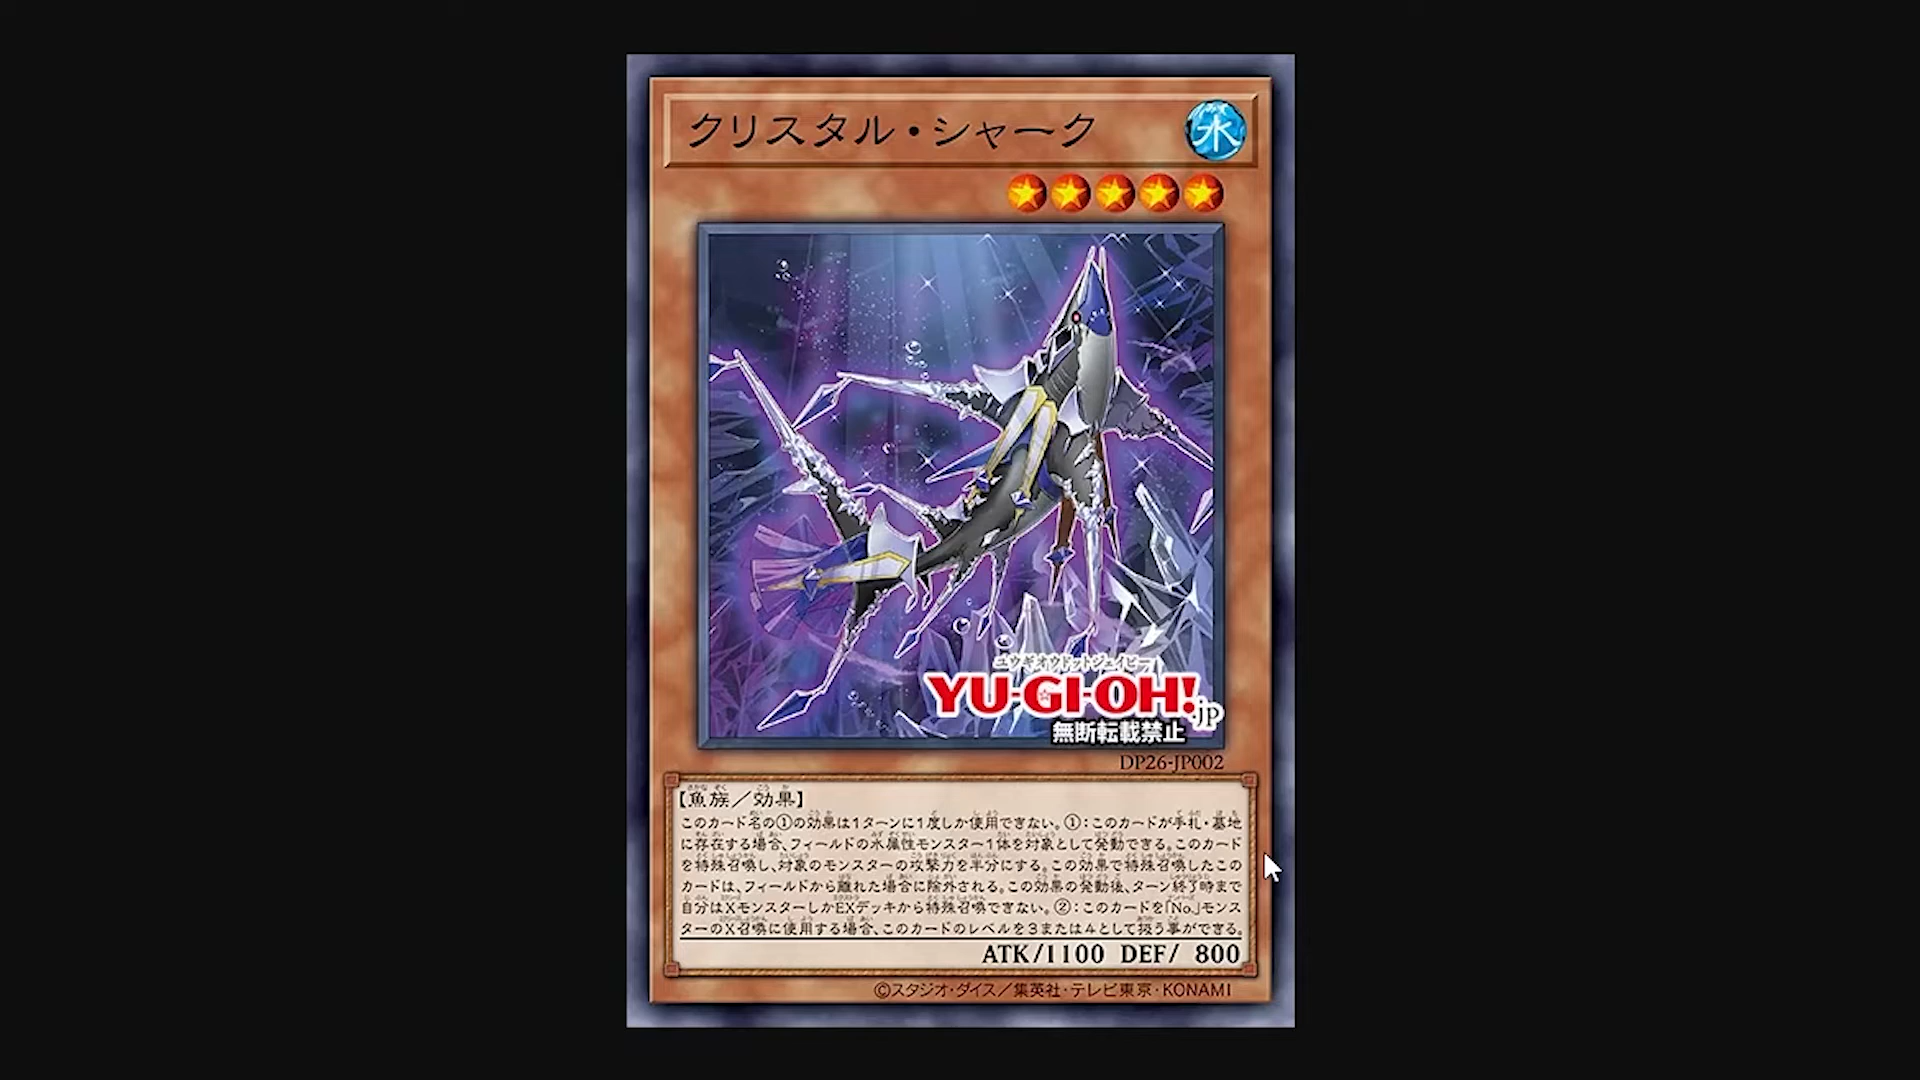 クリスタル・シャーク
水
ユウギオウドットジェイピー
YU-GI-OH!.jp
無断転載禁止
DP26-JP002
【魚族／効果】
このカード名の①の効果は1ターンに1度しか使用できない。①：このカードが手札・墓地
に存在する場合、フィールドの水属性モンスター1体を対象として発動できる。このカード
を特殊召喚し、対象のモンスターの攻撃力を半分にする。この効果で特殊召喚したこの
カードは、フィールドから離れた場合に除外される。この効果の発動後、ターン終了時まで
自分はXモンスターしかEXデッキから特殊召喚できない。②：このカードを「No.」モンス
ターのX召喚に使用する場合、このカードのレベルを3または4として扱う事ができる。
ATK/1100 DEF/ 800
©スタジオ・ダイス／集英社・テレビ東京・KONAMI